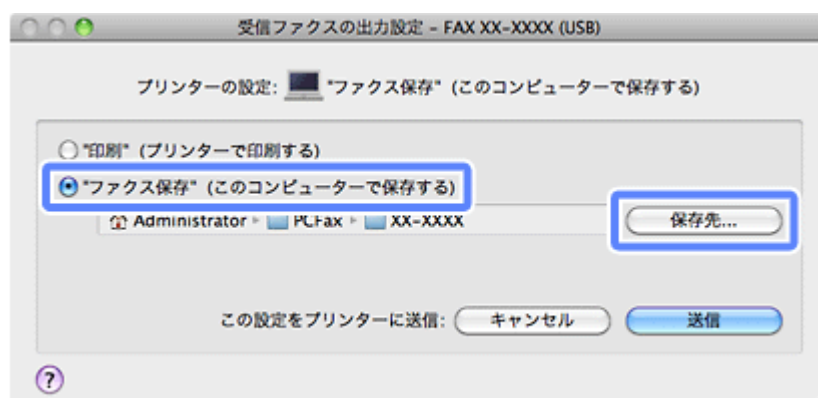 受信ファクスの出力設定 – FAX XX-XXXX (USB)
プリンターの設定: "ファクス保存" (このコンピューターで保存する)
"印刷" (プリンターで印刷する)
"ファクス保存" (このコンピューターで保存する)
Administrator ▸ PCFax ▸ XX-XXXX 保存先...
この設定をプリンターに送信: キャンセル 送信
?